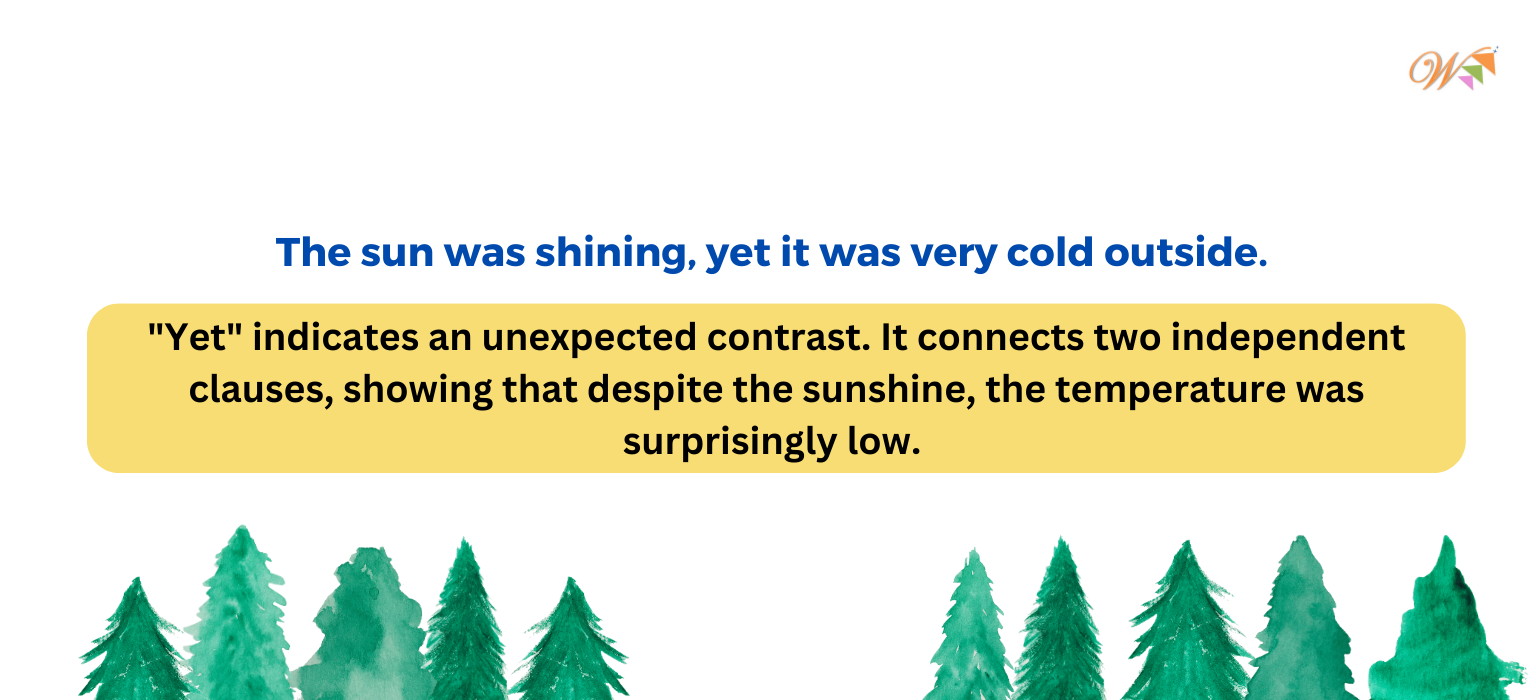 W
The sun was shining, yet it was very cold outside.
"Yet" indicates an unexpected contrast. It connects two independent
clauses, showing that despite the sunshine, the temperature was
surprisingly low.